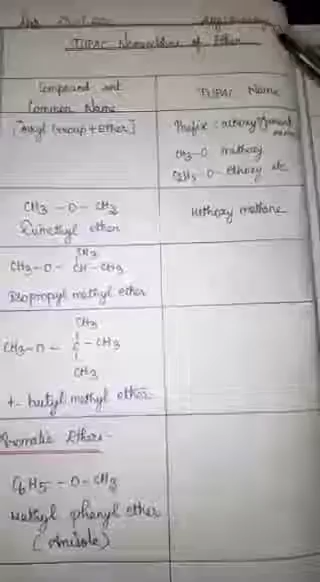 IUPAC Nomenclature of Ether
Compound and
Common Name
IUPAC Name
[Alkyl Group + Ether]
Prefix : alkoxy
CH3-O methoxy
C2H5-O- ethoxy etc
CH3 -O- CH3
Dimethyl ether
Methoxy methane
CH3
CH3-O- CH-CH3
Isopropyl methyl ether
CH3
CH3-O- C-CH3
CH3
t- butyl methyl ether
Aromatic Ethers-
C6H5-O-CH3
Methyl phenyl ether
(Anisole)